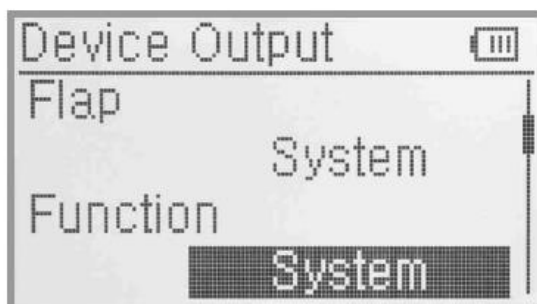 Device Output
Flap
System
Function
System